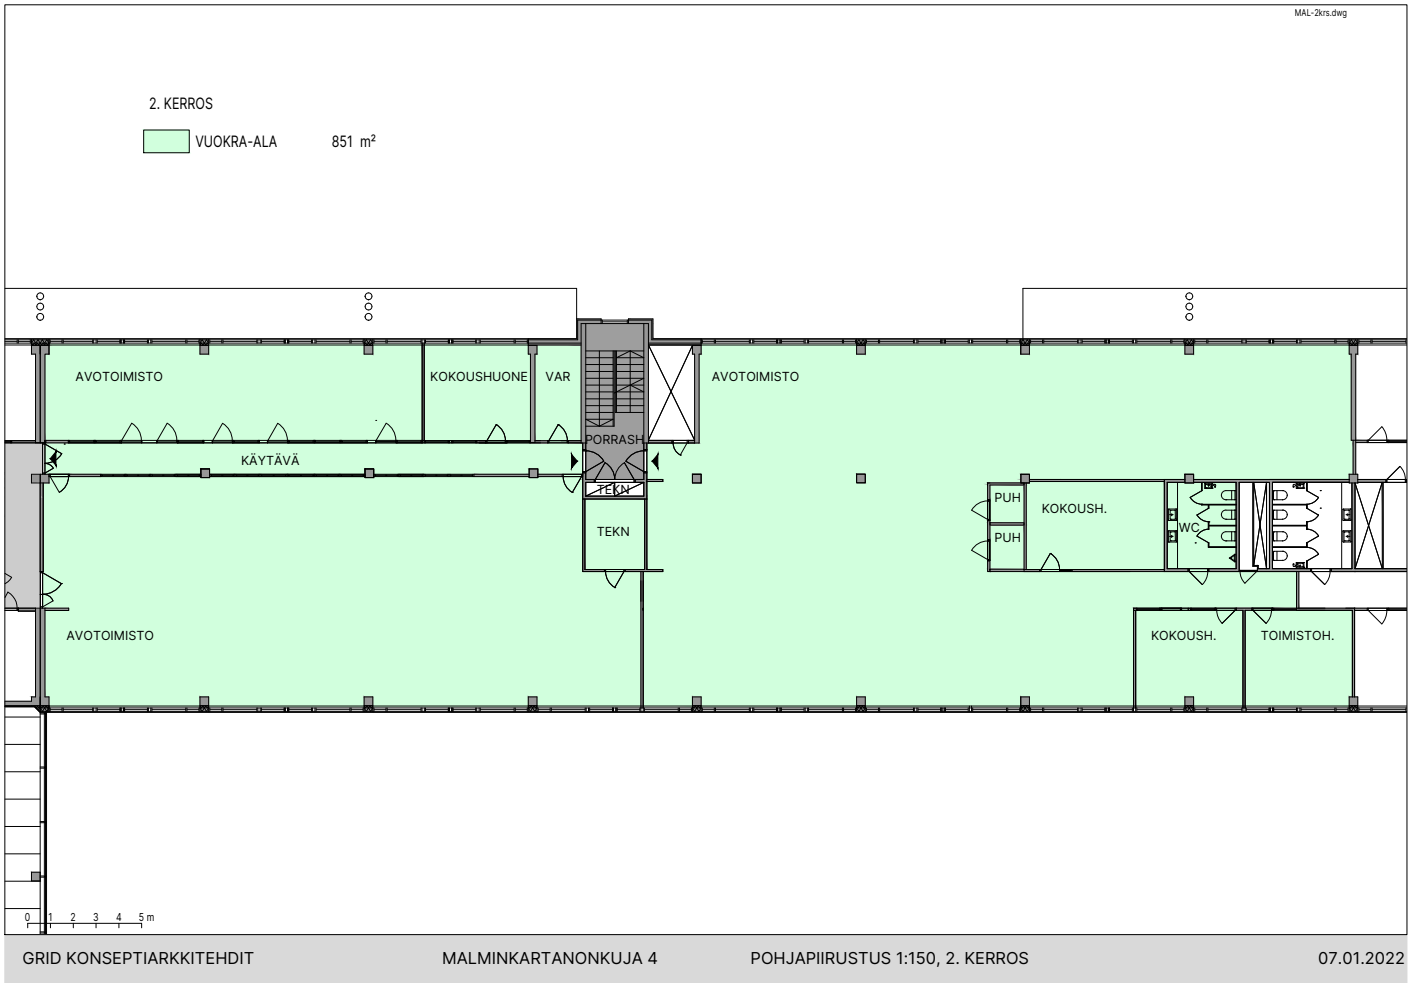 MAL-2krs.dwg
2. KERROS
VUOKRA-ALA 851 m²
AVOTOIMISTO
KOKOUSHUONE
VAR
AVOTOIMISTO
PORRASH
KÄYTÄVÄ
TEKN
PUH
KOKOUSH.
WC
TEKN
PUH
AVOTOIMISTO
KOKOUSH.
TOIMISTOH.
0 1 2 3 4 5 m
GRID KONSEPTIARKKITEHDIT MALMINKARTANONKUJA 4 POHJAPIIRUSTUS 1:150, 2. KERROS 07.01.2022